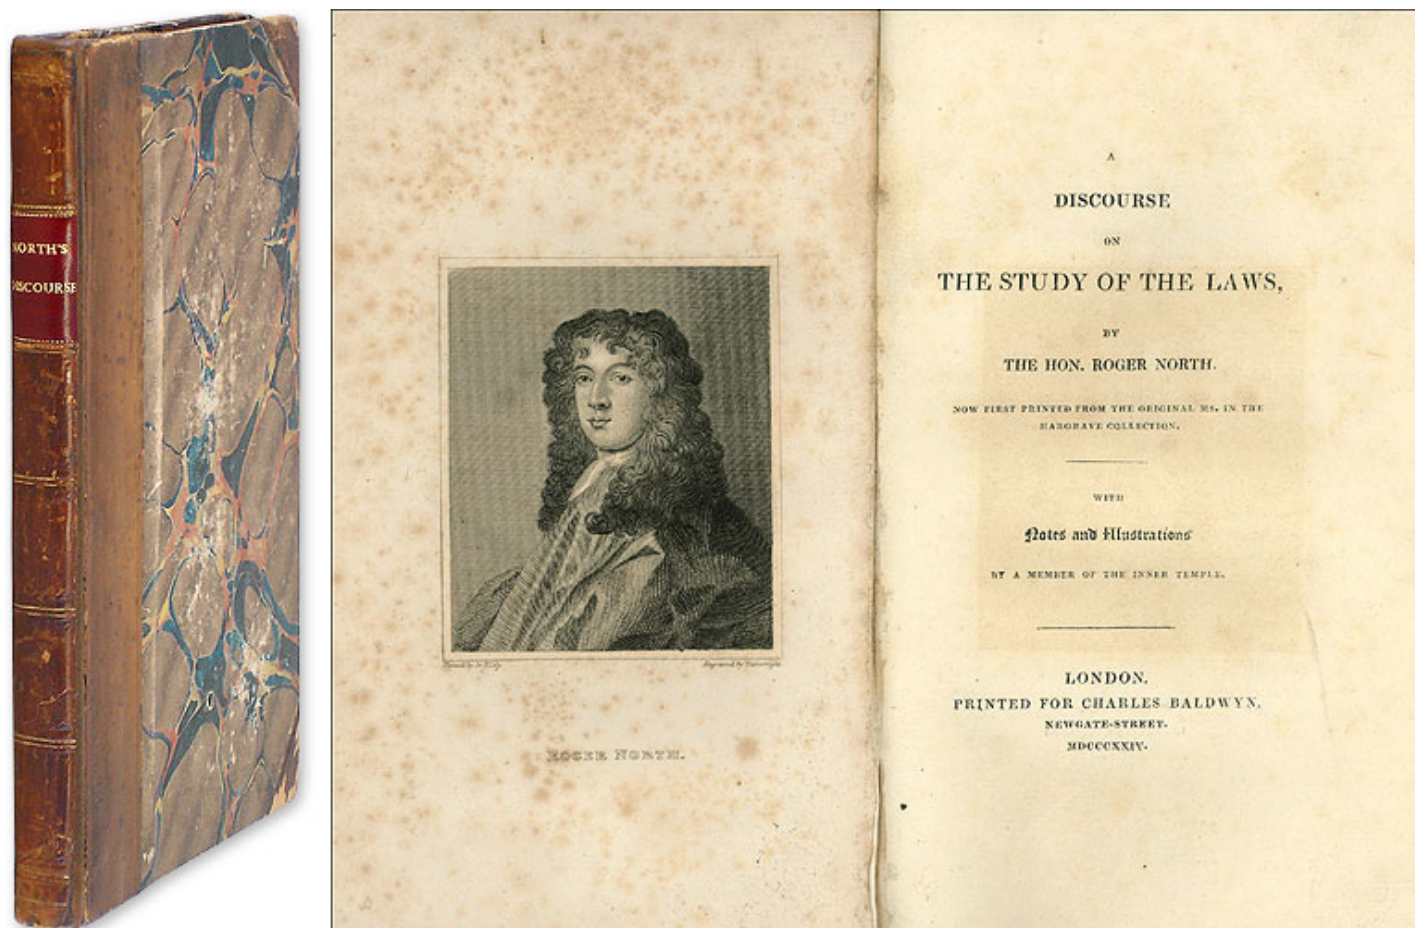 NORTH'S
DISCOURSE
ROGER NORTH.
A
DISCOURSE
ON
THE STUDY OF THE LAWS,
BY
THE HON. ROGER NORTH.
NOW FIRST PRINTED FROM THE ORIGINAL MS. IN THE
HARGRAVE COLLECTION.
WITH
Notes and Illustrations
BY A MEMBER OF THE INNER TEMPLE.
LONDON.
PRINTED FOR CHARLES BALDWYN,
NEWGATE-STREET.
MDCCCXXIV.